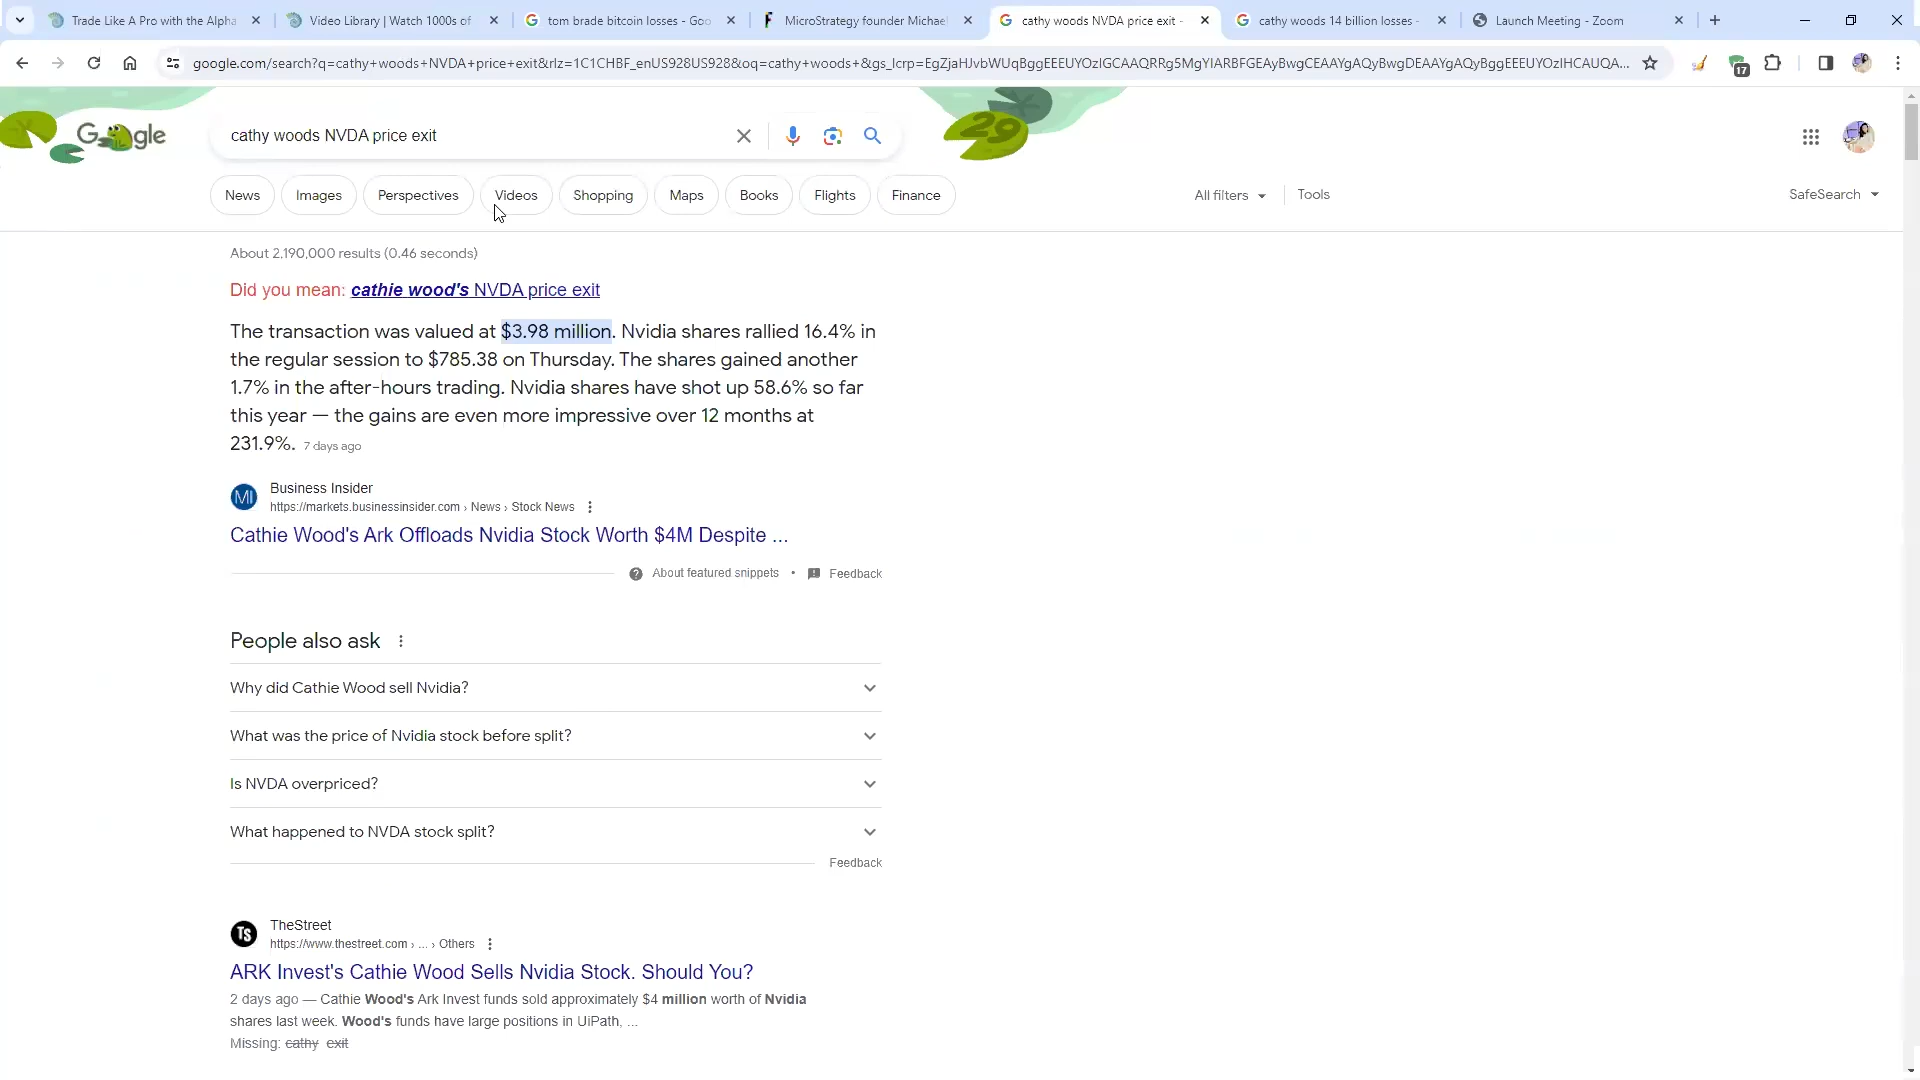 Trade Like A Pro with the Alpha
Video Library | Watch 1000s of
tom brade bitcoin losses - Goo
MicroStrategy founder Michae
cathy woods NVDA price exit -
cathy woods 14 billion losses -
Launch Meeting - Zoom
google.com/search?q=cathy+woods+NVDA+price+exit&rlz=1C1CHBF_enUS928US928&oq=cathy+woods+&gs_lcrp=EgZjaHJvbWUqBggEEEUYOzIGCAAQRRg5MgYIARBFGEAyBwgCEAAYgAQyBwgDEAAYgAQyBggEEEUYOzIHCAUQA...
17
Google
cathy woods NVDA price exit
29
News
Images
Perspectives
Videos
Shopping
Maps
Books
Flights
Finance
All filters
Tools
SafeSearch
About 2,190,000 results (0.46 seconds)
Did you mean: cathie wood's NVDA price exit
The transaction was valued at $3.98 million. Nvidia shares rallied 16.4% in
the regular session to $785.38 on Thursday. The shares gained another
1.7% in the after-hours trading. Nvidia shares have shot up 58.6% so far
this year — the gains are even more impressive over 12 months at
231.9%. 7 days ago
MI
Business Insider
https://markets.businessinsider.com › News › Stock News
Cathie Wood's Ark Offloads Nvidia Stock Worth $4M Despite ...
About featured snippets • Feedback
People also ask
Why did Cathie Wood sell Nvidia?
What was the price of Nvidia stock before split?
Is NVDA overpriced?
What happened to NVDA stock split?
Feedback
Ts
TheStreet
https://www.thestreet.com › ... › Others
ARK Invest's Cathie Wood Sells Nvidia Stock. Should You?
2 days ago — Cathie Wood's Ark Invest funds sold approximately $4 million worth of Nvidia
shares last week. Wood's funds have large positions in UiPath, ...
Missing: cathy exit